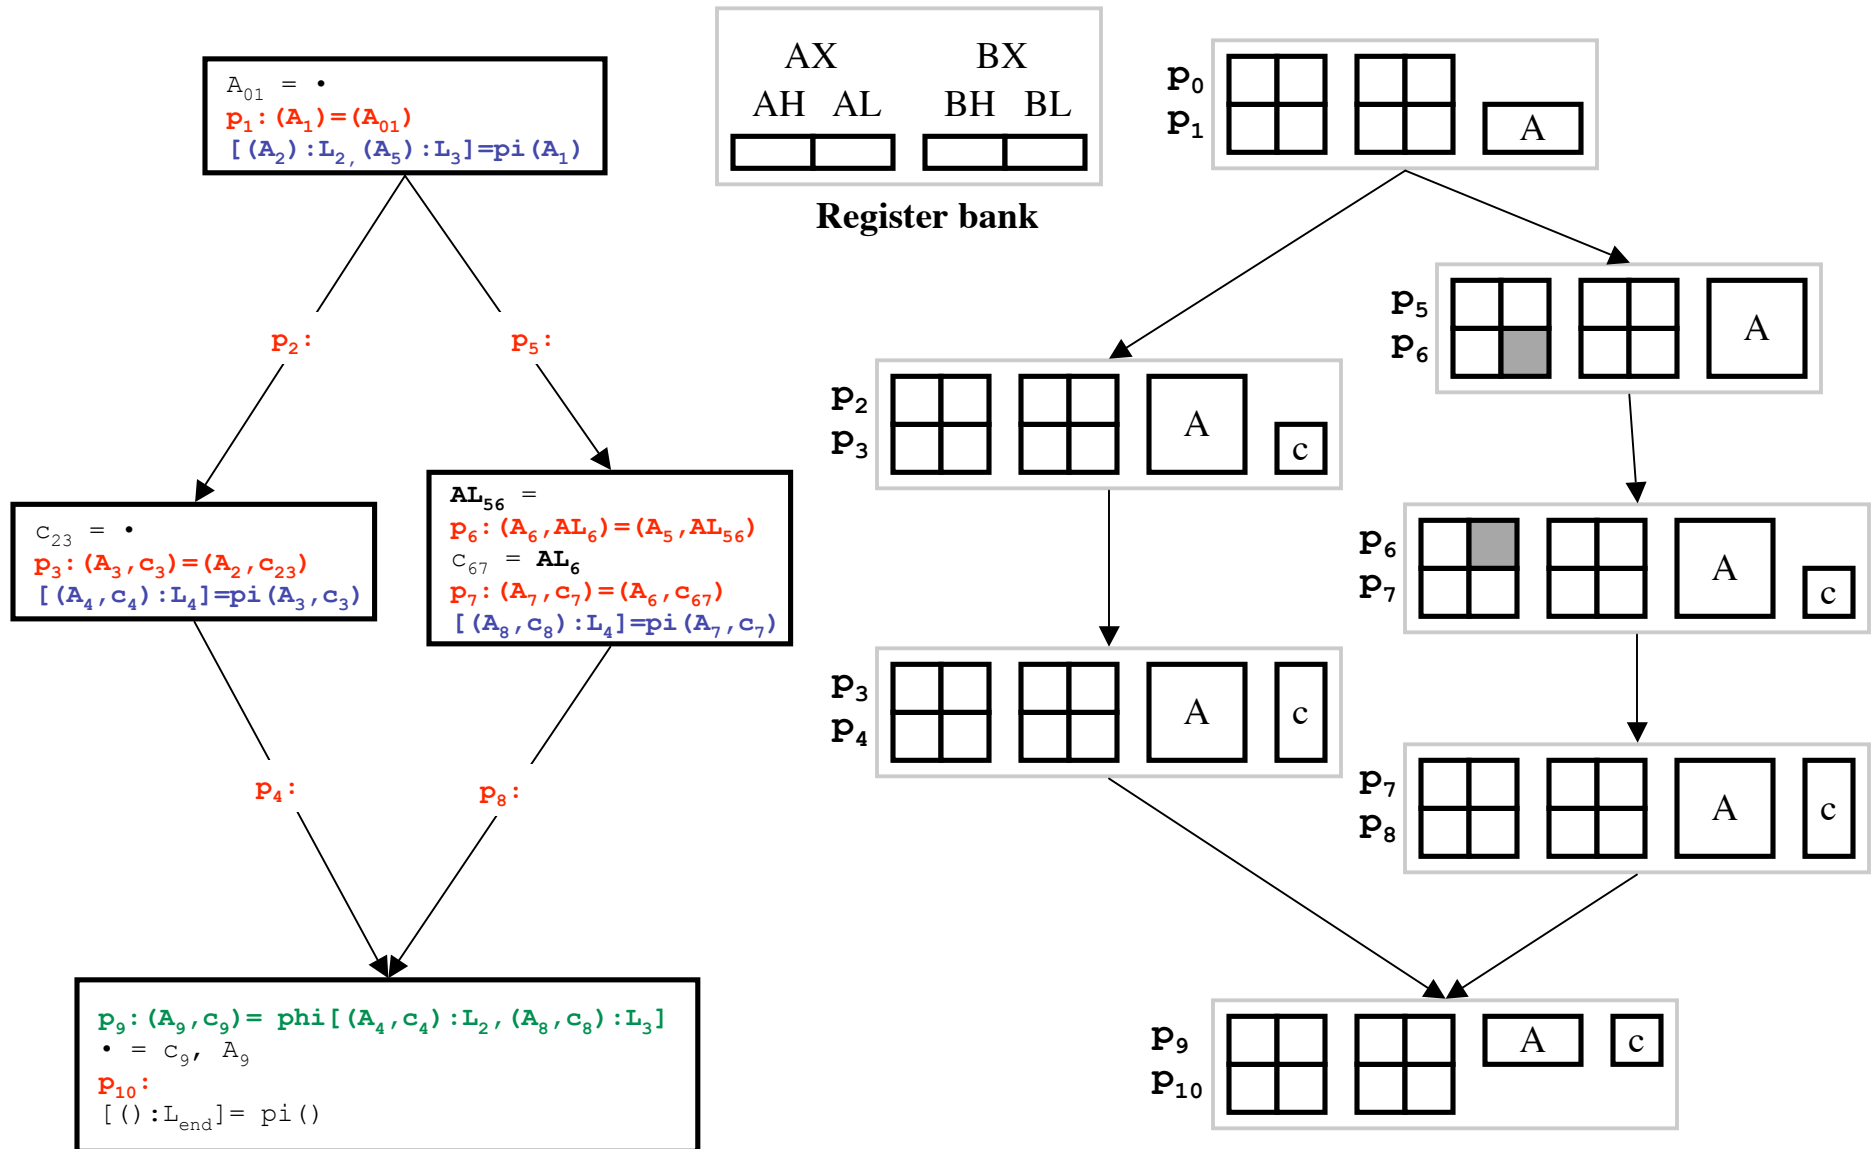 A01 = •
p1:(A1)=(A01)
[(A2):L2,(A5):L3]=pi(A1)
p2:
p5:
c23 = •
p3:(A3,c3)=(A2,c23)
[(A4,c4):L4]=pi(A3,c3)
AL56 =
p6:(A6,AL6)=(A5,AL56)
c67 = AL6
p7:(A7,c7)=(A6,c67)
[(A8,c8):L4]=pi(A7,c7)
p4:
p8:
p9:(A9,c9)= phi[(A4,c4):L2,(A8,c8):L3]
• = c9, A9
p10:
[():Lend]= pi()
AX BX
AH AL BH BL
Register bank
p0
p1
A
p5
p6
A
p2
p3
A
c
p6
p7
A
c
p3
p4
A
c
p7
p8
A
c
p9
p10
A
c